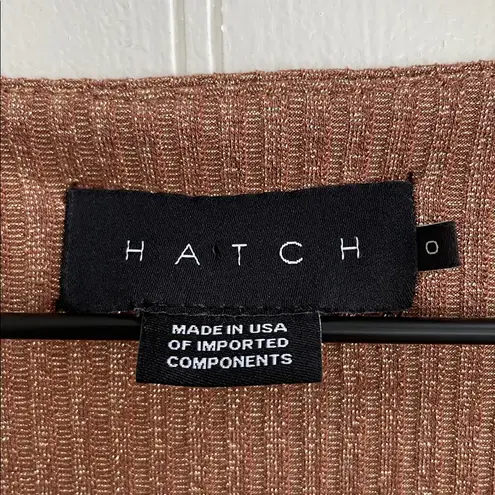 HATCH
0
MADE IN USA
OF IMPORTED
COMPONENTS